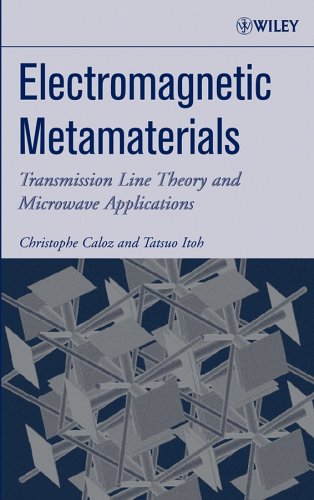 WILEY
Electromagnetic
Metamaterials
Transmission Line Theory and
Microwave Applications
Christophe Caloz and Tatsuo Itoh